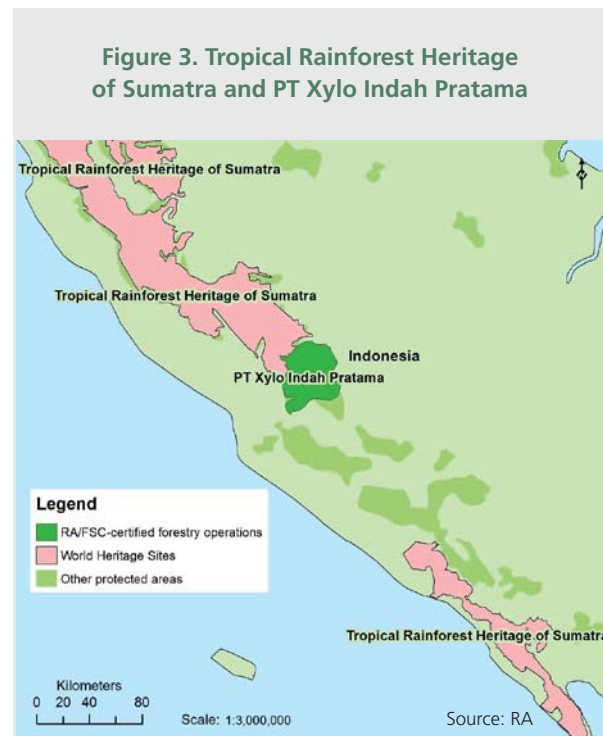 Figure 3. Tropical Rainforest Heritage
of Sumatra and PT Xylo Indah Pratama
Tropical Rainforest Heritage of Sumatra
Tropical Rainforest Heritage of Sumatra
Indonesia
PT Xylo Indah Pratama
Legend
RA/FSC-certified forestry operations
World Heritage Sites
Other protected areas
Tropical Rainforest Heritage of Sumatra
Kilometers
0 20 40 80
Scale: 1:3,000,000
Source: RA